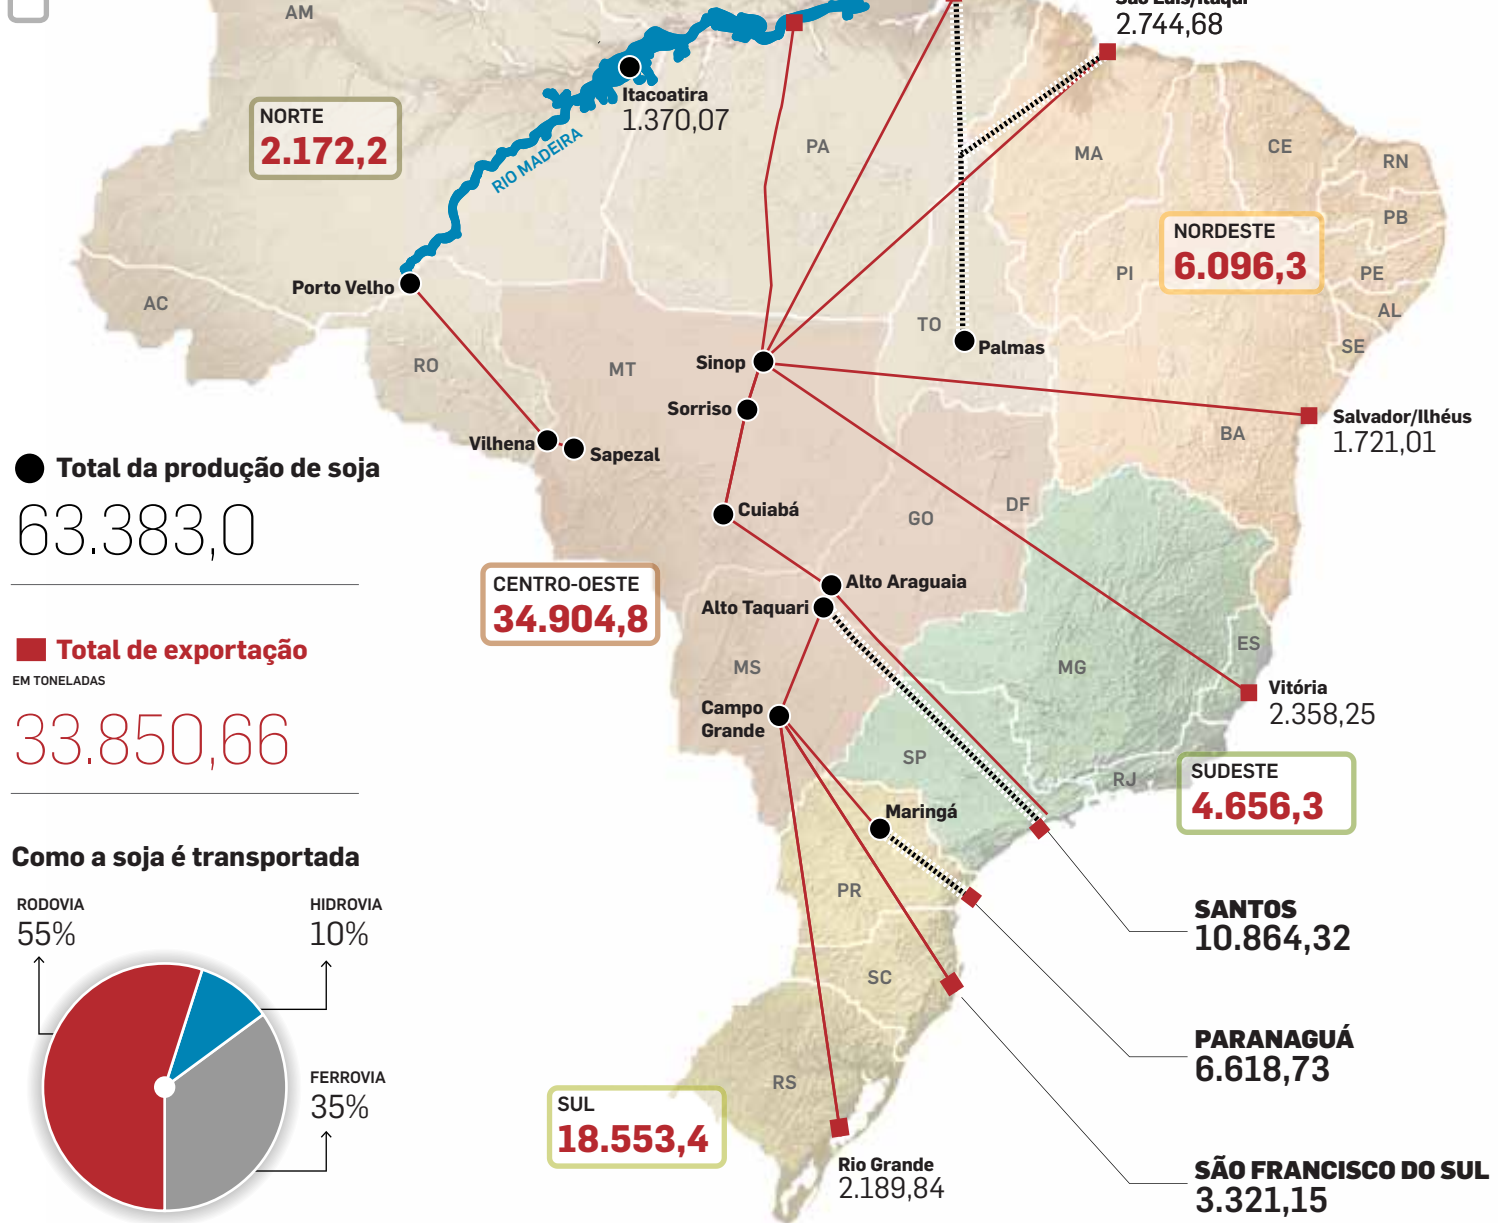 AM
São Luís/Itaqui
2.744,68
Itacoatira
1.370,07
NORTE
2.172,2
RIO MADEIRA
PA
MA
CE
RN
PB
NORDESTE
6.096,3
PI
PE
AL
SE
Porto Velho
AC
RO
MT
TO
Palmas
Sinop
Sorriso
Salvador/Ilhéus
1.721,01
BA
Vilhena
Sapezal
Total da produção de soja
63.383,0
Cuiabá
GO
DF
CENTRO-OESTE
34.904,8
Alto Araguaia
Alto Taquari
Total de exportação
EM TONELADAS
33.850,66
MS
MG
ES
Campo
Grande
Vitória
2.358,25
SP
RJ
SUDESTE
4.656,3
Maringá
Como a soja é transportada
RODOVIA
55%
HIDROVIA
10%
FERROVIA
35%
PR
SC
RS
SANTOS
10.864,32
PARANAGUÁ
6.618,73
SUL
18.553,4
Rio Grande
2.189,84
SÃO FRANCISCO DO SUL
3.321,15